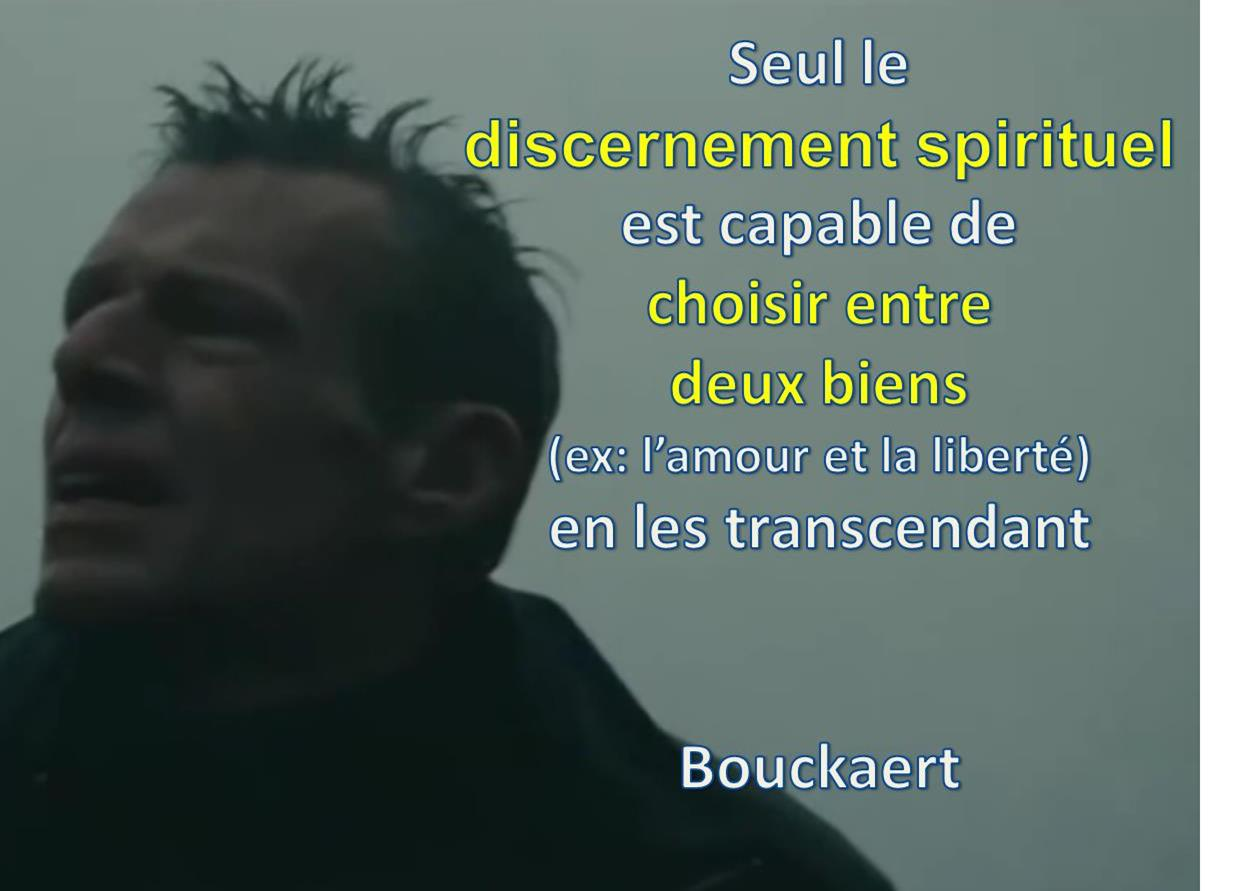 Seul le
discernement spirituel
est capable de
choisir entre
deux biens
(ex: l’amour et la liberté)
en les transcendant
Bouckaert